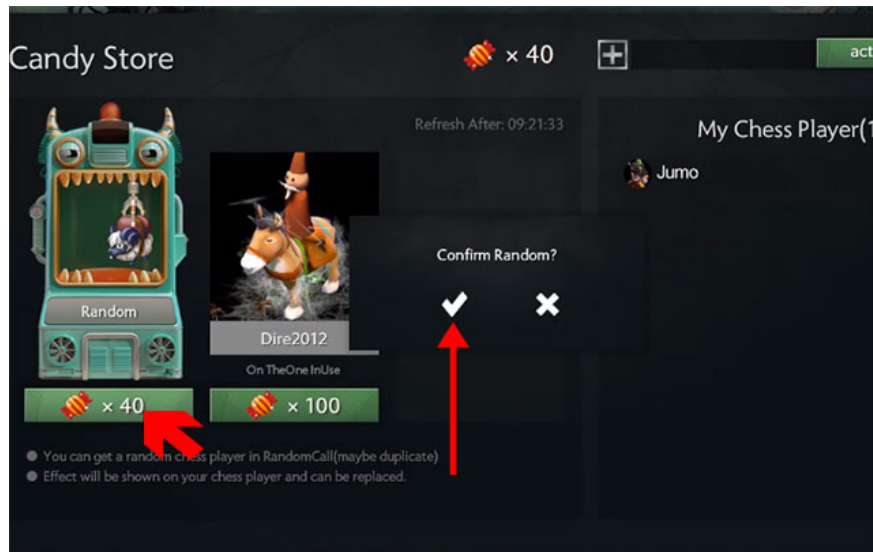 Candy Store
× 40
act
Refresh After: 09:21:33
My Chess Player(1
Jumo
Confirm Random?
Random
Dire2012
On TheOne InUse
× 40
× 100
You can get a random chess player in RandomCall(maybe duplicate)
Effect will be shown on your chess player and can be replaced.